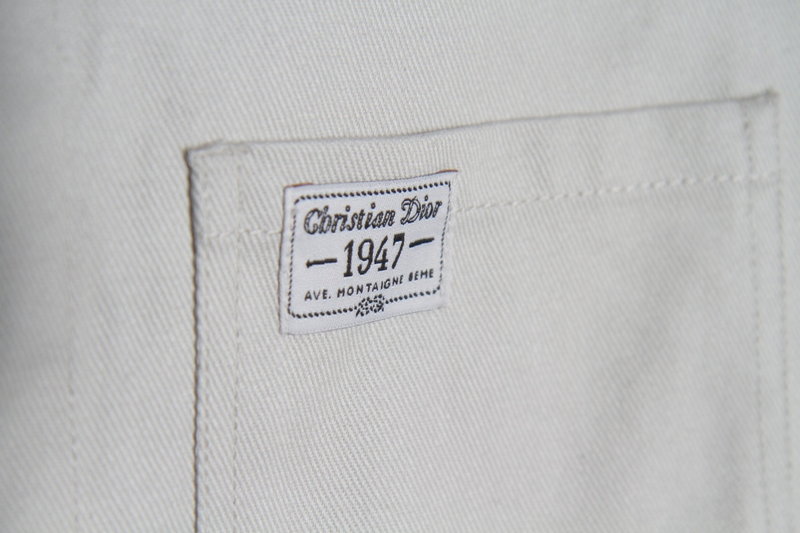 Christian Dior
—1947—
AVE. MONTAIGNE 8EME